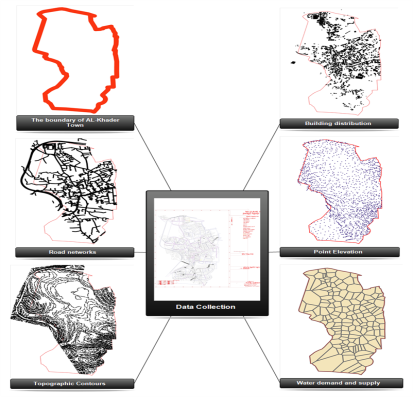 The boundary of AL-Khader
Town
Building distribution
Road networks
Point Elevation
Data Collection
Topographic Contours
Water demand and supply